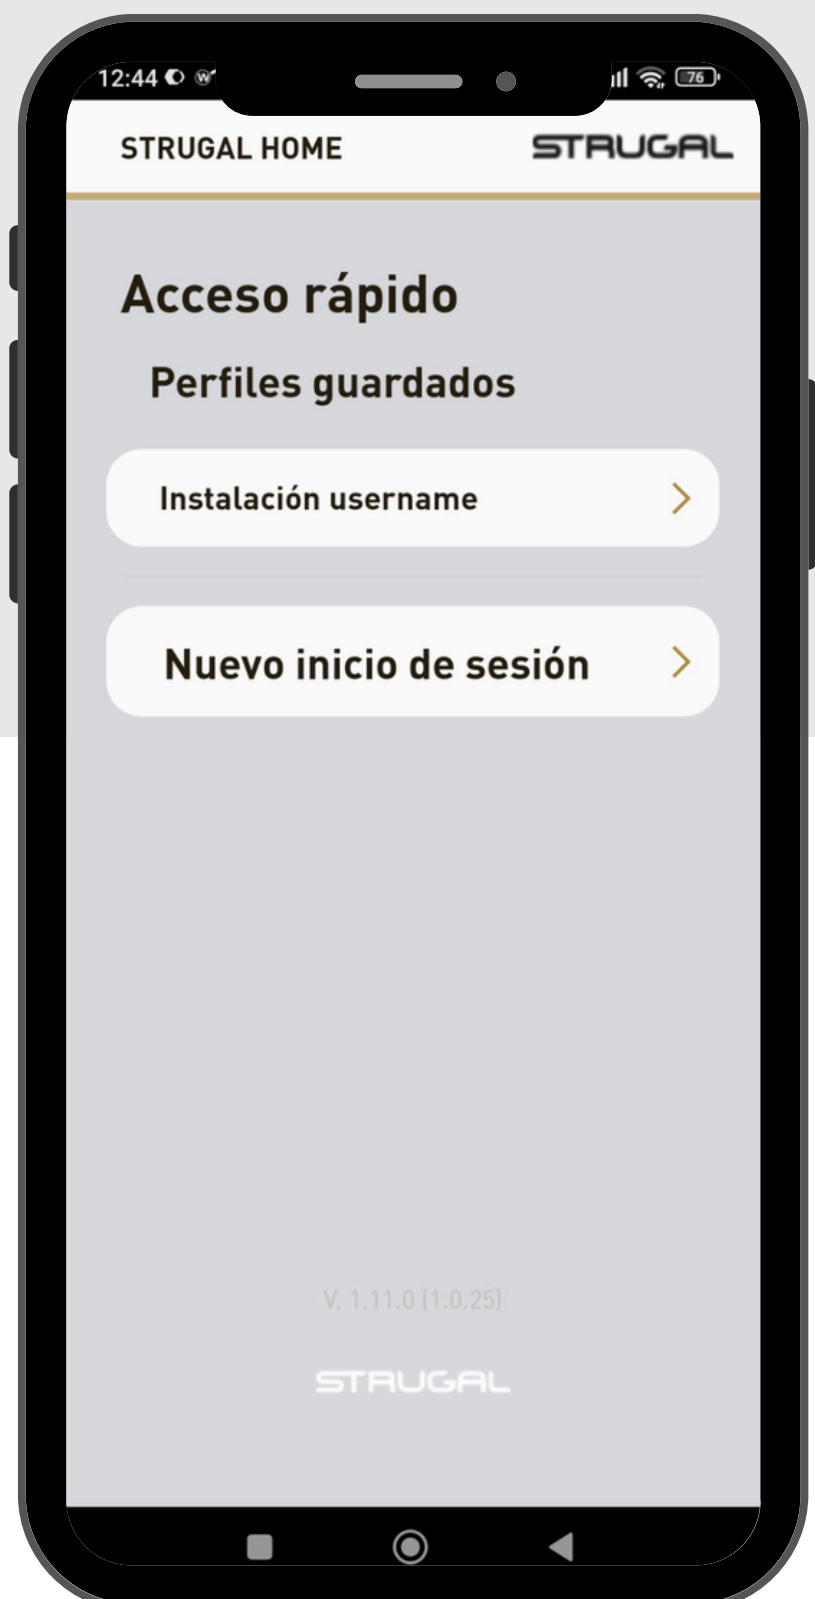 12:44
76
STRUGAL HOME
STRUGAL
Acceso rápido
Perfiles guardados
Instalación username
Nuevo inicio de sesión
V. 1.11.0 (1.0.25)
STRUGAL